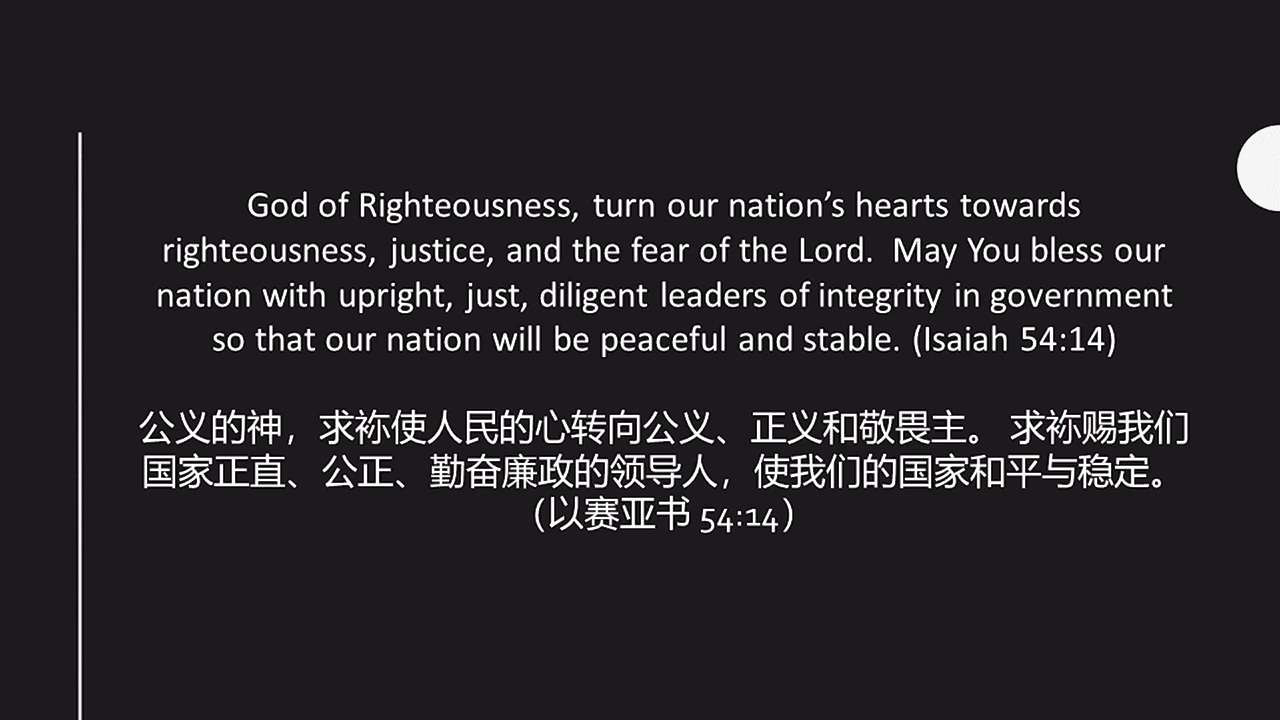 God of Righteousness, turn our nation’s hearts towards
righteousness, justice, and the fear of the Lord.  May You bless our
nation with upright, just, diligent leaders of integrity in government
so that our nation will be peaceful and stable. (Isaiah 54:14)
公义的神，求袮使人民的心转向公义、正义和敬畏主。 求袮赐我们
国家正直、公正、勤奋廉政的领导人，使我们的国家和平与稳定。
（以赛亚书 54:14）